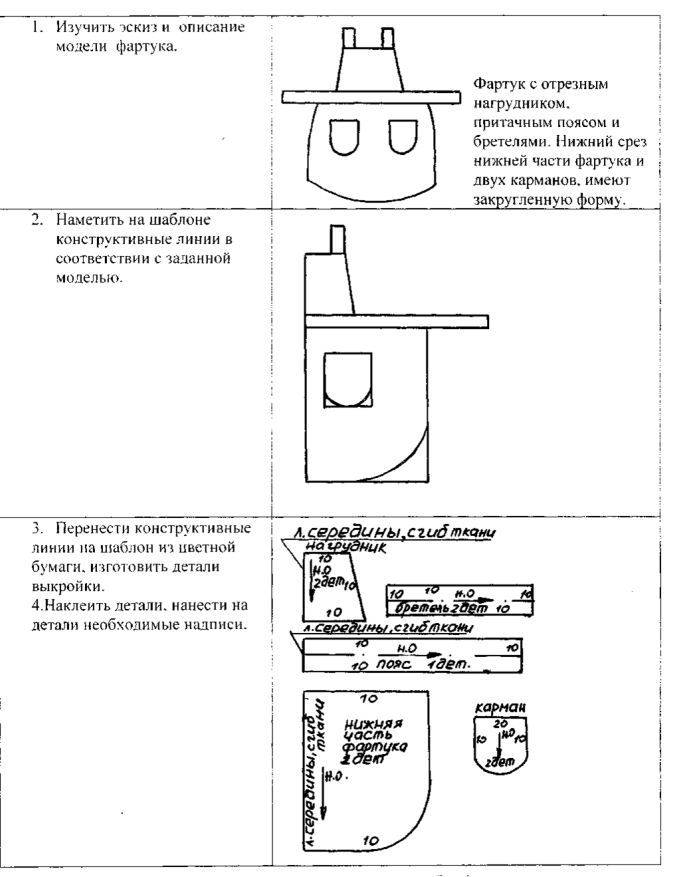 1. Изучить эскиз и описание
модели фартука.
Фартук с отрезным
нагрудником,
притачным поясом и
бретелями. Нижний срез
нижней части фартука и
двух карманов, имеют
закругленную форму.
2. Наметить на шаблоне
конструктивные линии в
соответствии с заданной
моделью.
3. Перенести конструктивные
линии на шаблон из цветной
бумаги, изготовить детали
выкройки.
4.Наклеить детали, нанести на
детали необходимые надписи.
л.середины, сгиб ткани
нагрудник
10
н.о
2дет 10
10
10 10 н.о 10
бретель 2дет 10
л.середины, сгиб ткани
10 н.о 10
10 пояс 1дет.
10
л.середины, сгиб
ткани
нижняя
часть
фартука
2дет
н.о.
10
карман
20
10 н.о 10
2дет